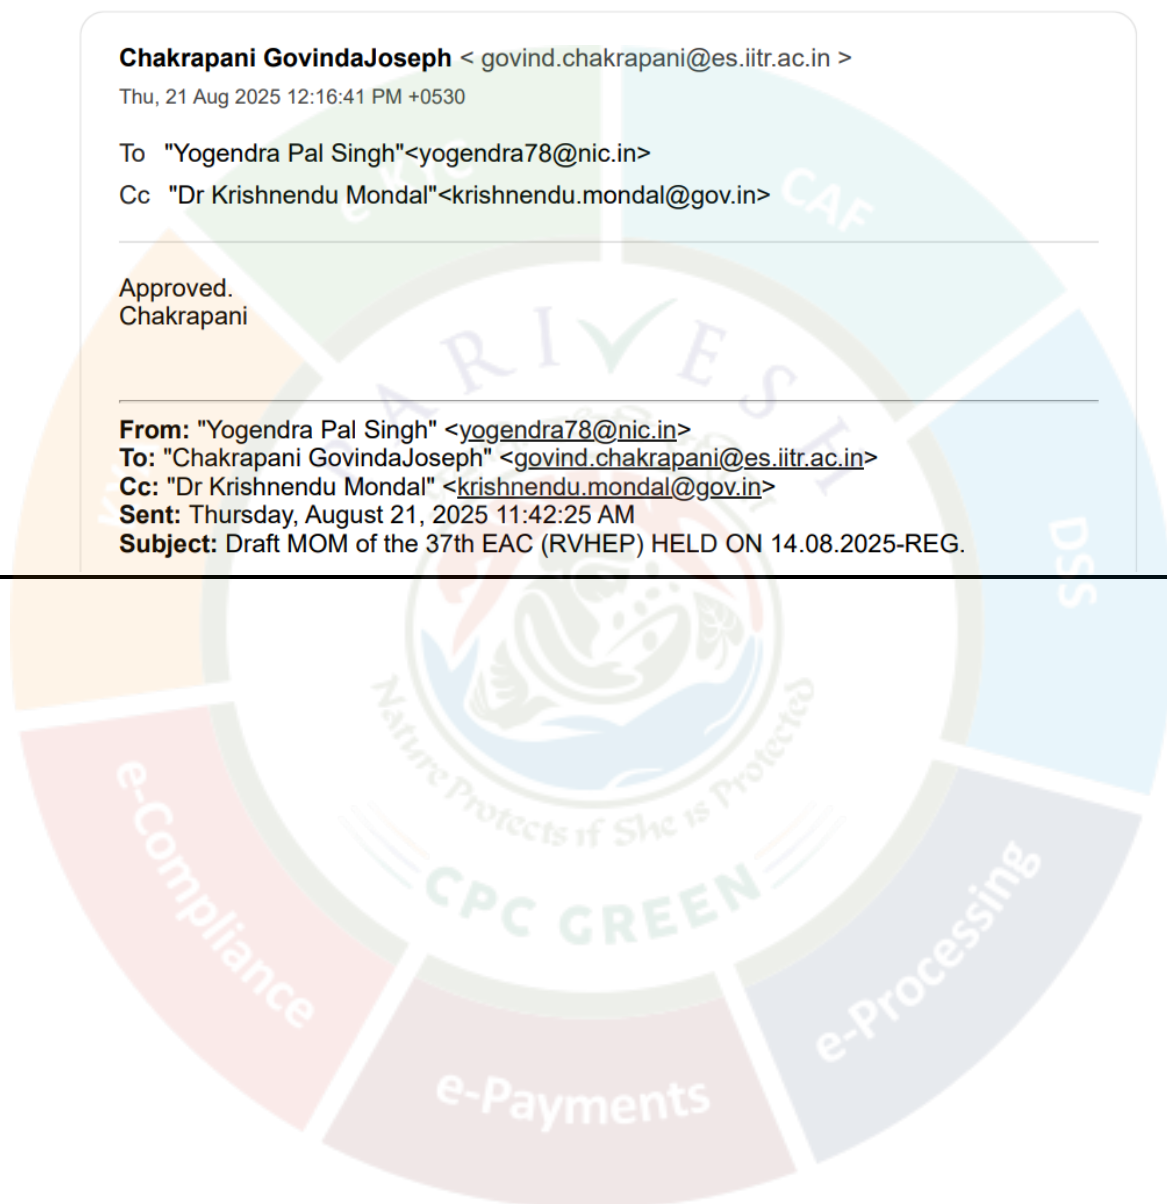 Chakrapani GovindaJoseph < govind.chakrapani@es.iitr.ac.in >
Thu, 21 Aug 2025 12:16:41 PM +0530
To "Yogendra Pal Singh"<yogendra78@nic.in>
Cc "Dr Krishnendu Mondal"<krishnendu.mondal@gov.in>
Approved.
Chakrapani
From: "Yogendra Pal Singh" <yogendra78@nic.in>
To: "Chakrapani GovindaJoseph" <govind.chakrapani@es.iitr.ac.in>
Cc: "Dr Krishnendu Mondal" <krishnendu.mondal@gov.in>
Sent: Thursday, August 21, 2025 11:42:25 AM
Subject: Draft MOM of the 37th EAC (RVHEP) HELD ON 14.08.2025-REG.
CAF
PARIVESH
DSS
Nature Protects if She is Protected
CPC GREEN
e-Compliance
e-Processing
e-Payments